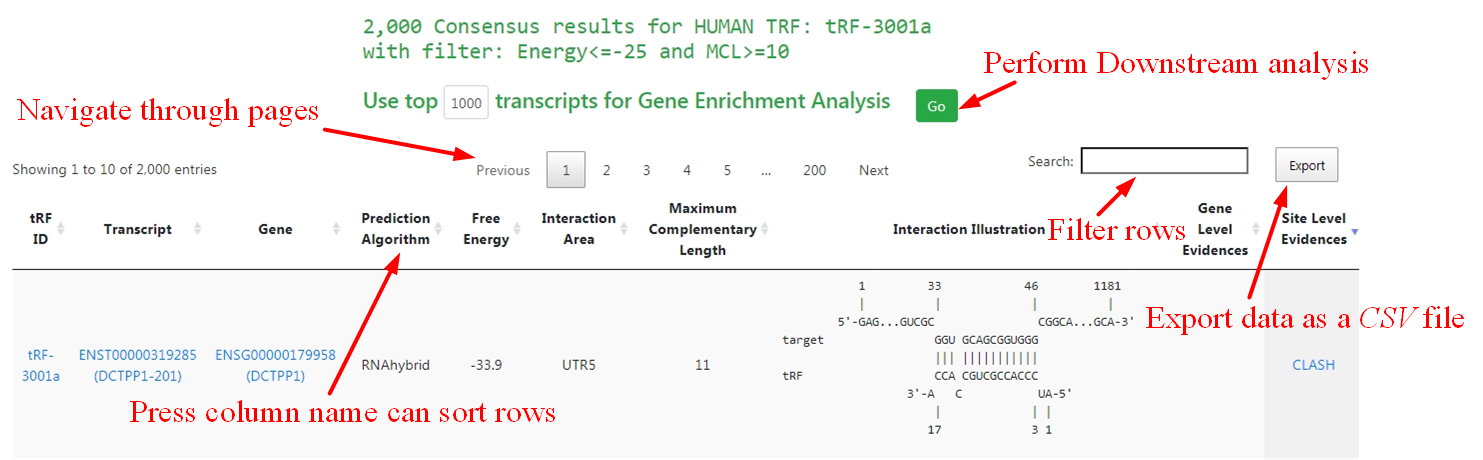 2,000 Consensus results for HUMAN TRF: tRF-3001a
with filter: Energy<=-25 and MCL>=10
Perform Downstream analysis
Use top 1000 transcripts for Gene Enrichment Analysis Go
Navigate through pages
Showing 1 to 10 of 2,000 entries Previous 1 2 3 4 5 ... 200 Next Search: Export
tRF ID Transcript Gene Prediction Algorithm Free Energy Interaction Area Maximum Complementary Length Interaction Illustration Gene Level Evidences Site Level Evidences
Filter rows
1 33 46 1181
| | | |
5'-GAG...GUCGC CGGCA...GCA-3'
Export data as a CSV file
target GGU GCAGCGGUGGG
tRF-3001a ENST00000319285 (DCTPP1-201) ENSG00000179958 (DCTPP1) RNAhybrid -33.9 UTR5 11 ||| ||||||||||| CLASH
tRF CCA CGUCGCCACCC
3'-A C UA-5'
| | |
17 3 1
Press column name can sort rows